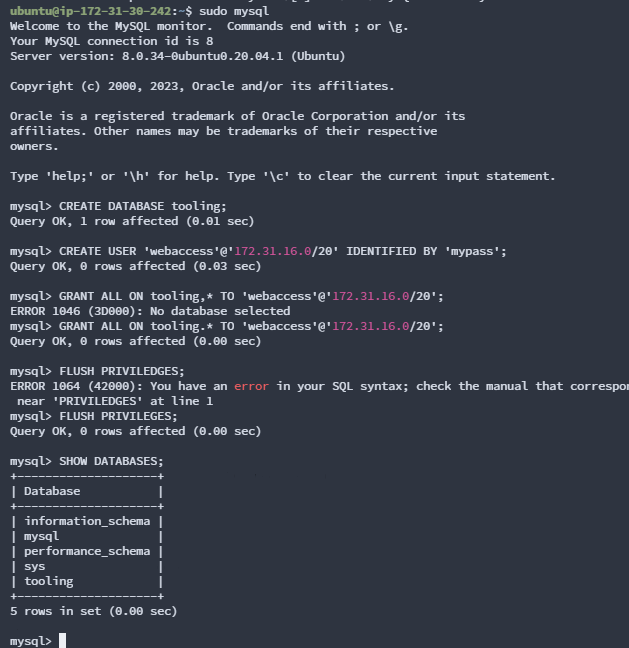 ubuntu@ip-172-31-30-242:~$ sudo mysql
Welcome to the MySQL monitor.  Commands end with ; or \g.
Your MySQL connection id is 8
Server version: 8.0.34-0ubuntu0.20.04.1 (Ubuntu)
Copyright (c) 2000, 2023, Oracle and/or its affiliates.
Oracle is a registered trademark of Oracle Corporation and/or its
affiliates. Other names may be trademarks of their respective
owners.
Type 'help;' or '\h' for help. Type '\c' to clear the current input statement.
mysql> CREATE DATABASE tooling;
Query OK, 1 row affected (0.01 sec)
mysql> CREATE USER 'webaccess'@'172.31.16.0/20' IDENTIFIED BY 'mypass';
Query OK, 0 rows affected (0.03 sec)
mysql> GRANT ALL ON tooling,* TO 'webaccess'@'172.31.16.0/20';
ERROR 1046 (3D000): No database selected
mysql> GRANT ALL ON tooling.* TO 'webaccess'@'172.31.16.0/20';
Query OK, 0 rows affected (0.00 sec)
mysql> FLUSH PRIVILEDGES;
ERROR 1064 (42000): You have an error in your SQL syntax; check the manual that correspo
 near 'PRIVILEDGES' at line 1
mysql> FLUSH PRIVILEGES;
Query OK, 0 rows affected (0.00 sec)
mysql> SHOW DATABASES;
+--------------------+
| Database           |
+--------------------+
| information_schema |
| mysql              |
| performance_schema |
| sys                |
| tooling            |
+--------------------+
5 rows in set (0.00 sec)
mysql>